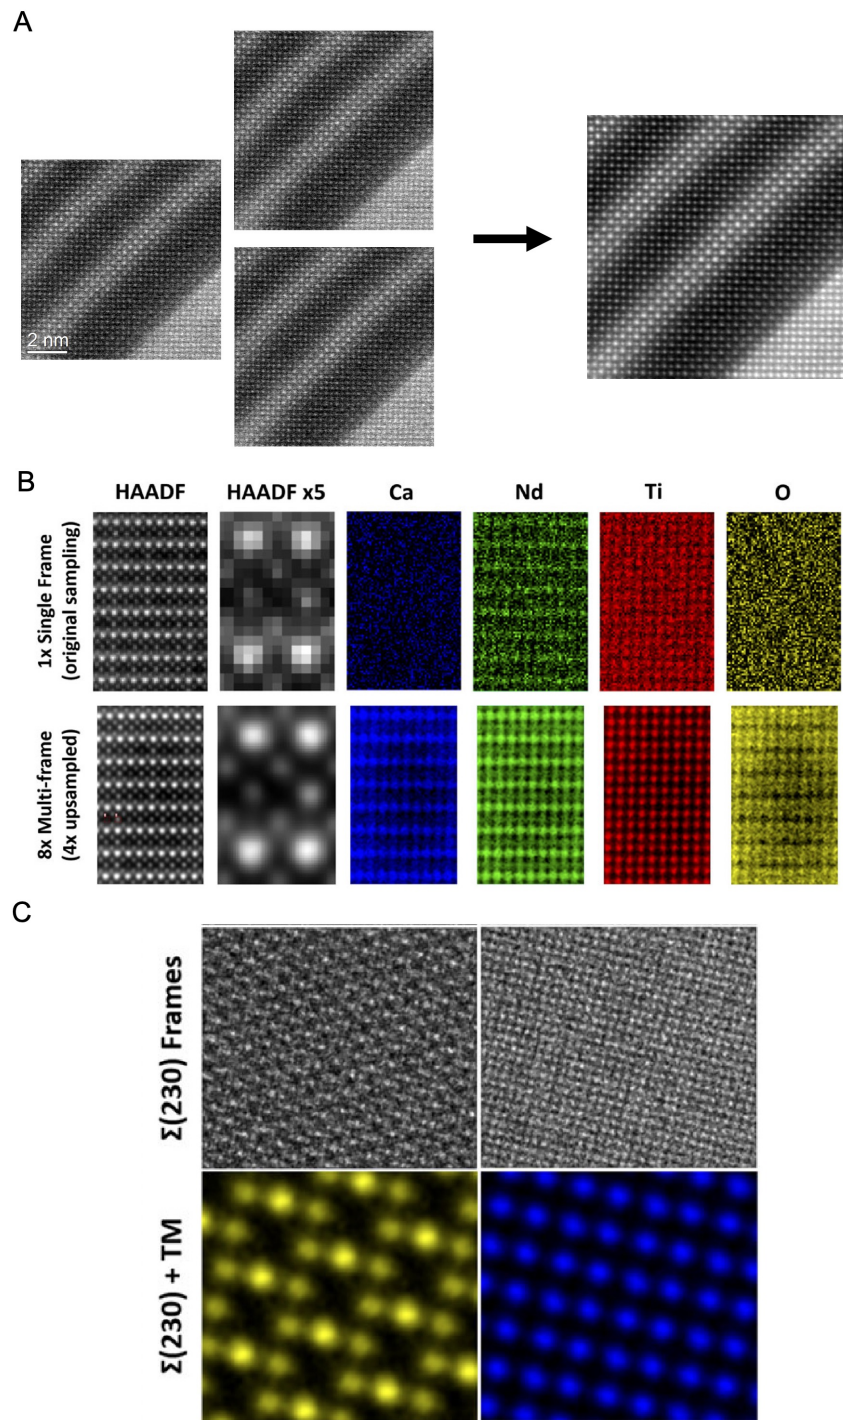 A
2 nm
B
HAADF
HAADF x5
Ca
Nd
Ti
O
1x Single Frame
(original sampling)
8x Multi-frame
(4x upsampled)
C
Σ(230) Frames
Σ(230) + TM